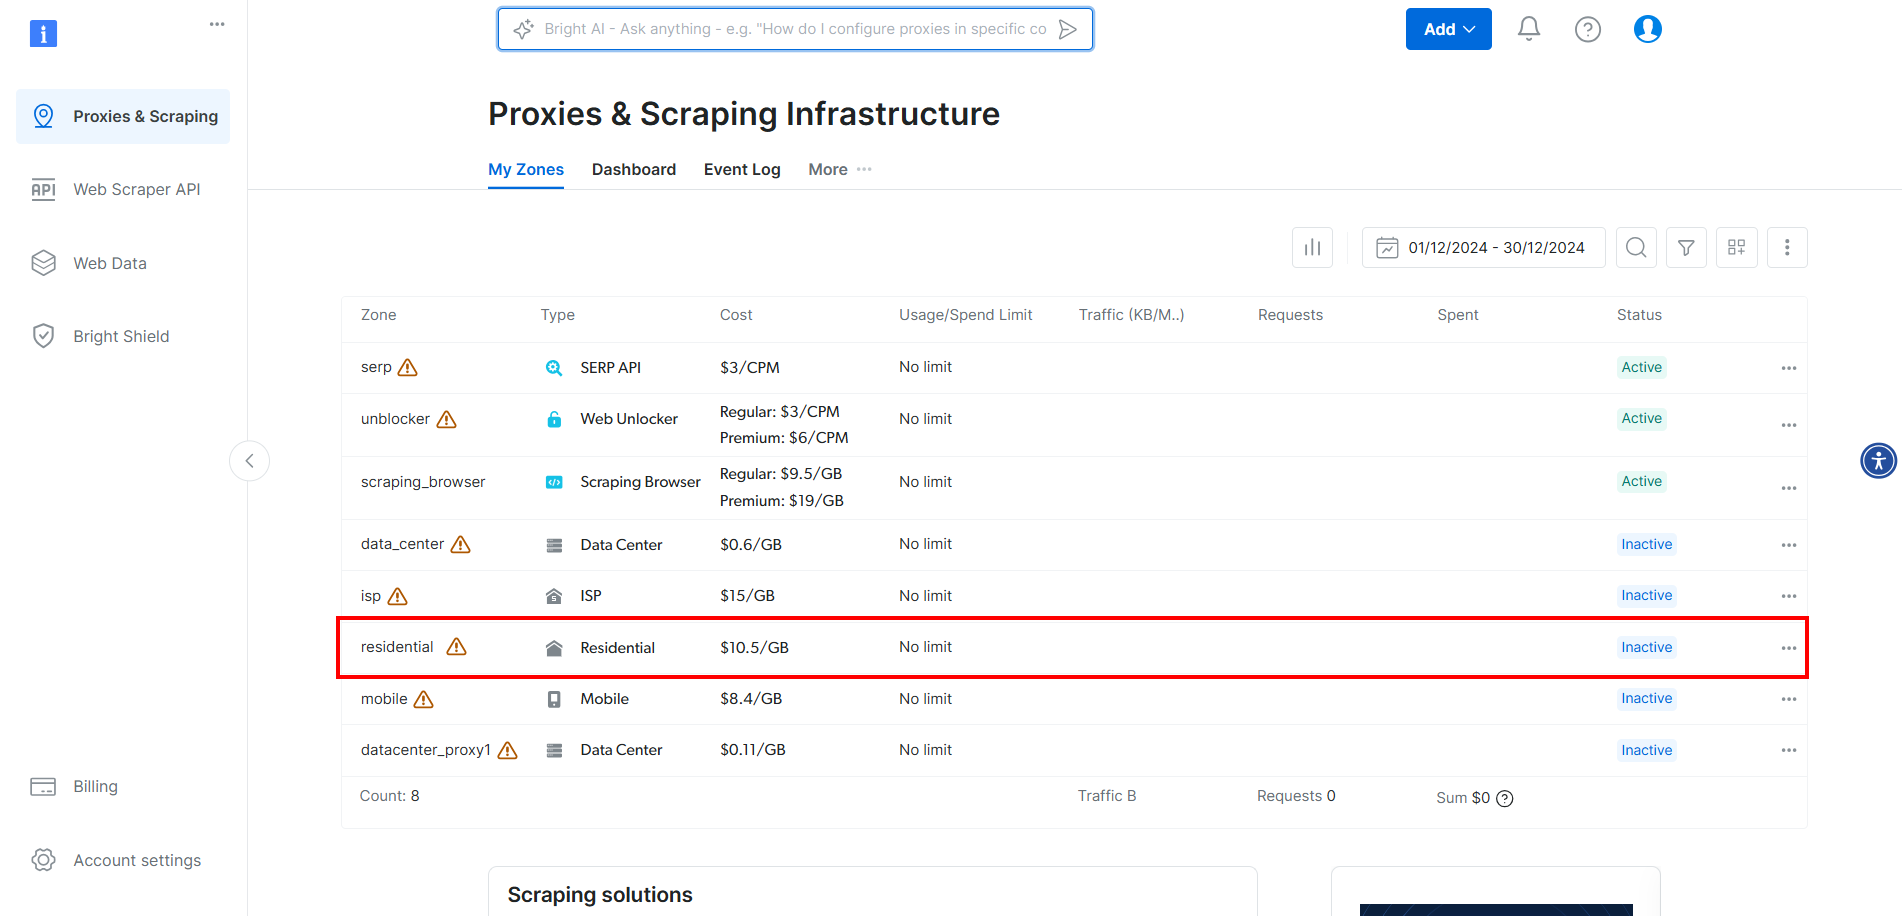 Bright AI - Ask anything - e.g. "How do I configure proxies in specific co
Add
Proxies & Scraping
Web Scraper API
Web Data
Bright Shield
Billing
Account settings
Proxies & Scraping Infrastructure
My Zones Dashboard Event Log More
01/12/2024 - 30/12/2024
Zone Type Cost Usage/Spend Limit Traffic (KB/M..) Requests Spent Status
serp SERP API $3/CPM No limit Active
unblocker Web Unlocker Regular: $3/CPM No limit Active
Premium: $6/CPM
scraping_browser Scraping Browser Regular: $9.5/GB No limit Active
Premium: $19/GB
data_center Data Center $0.6/GB No limit Inactive
isp ISP $15/GB No limit Inactive
residential Residential $10.5/GB No limit Inactive
mobile Mobile $8.4/GB No limit Inactive
datacenter_proxy1 Data Center $0.11/GB No limit Inactive
Count: 8 Traffic B Requests 0 Sum $0
Scraping solutions